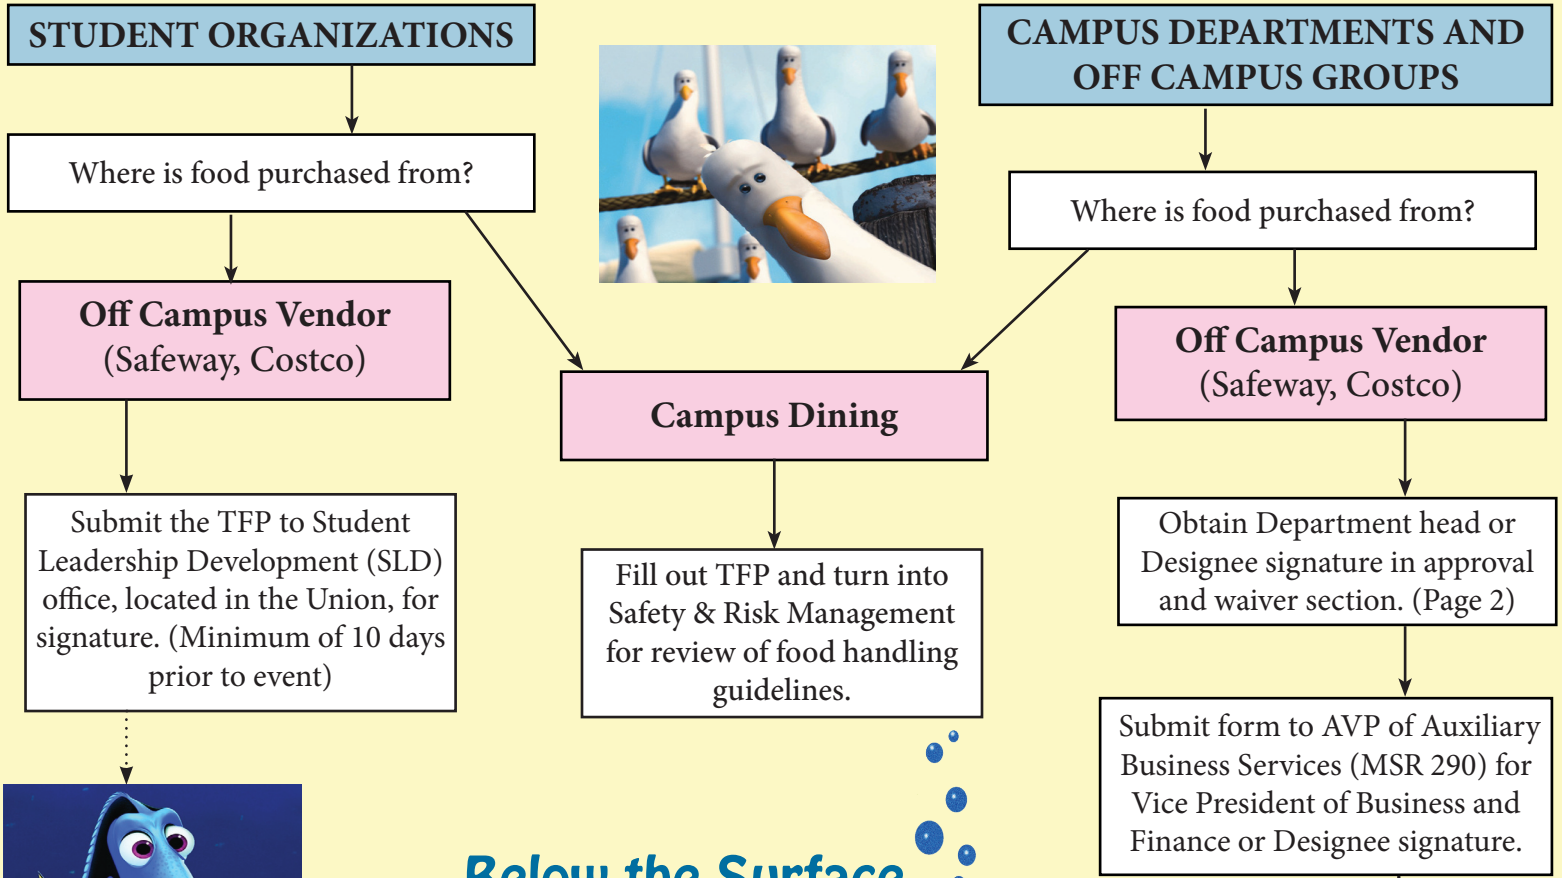 STUDENT ORGANIZATIONS
Where is food purchased from?
Off Campus Vendor
(Safeway, Costco)
Submit the TFP to Student
Leadership Development (SLD)
office, located in the Union, for
signature. (Minimum of 10 days
prior to event)
Campus Dining
Fill out TFP and turn into
Safety & Risk Management
for review of food handling
guidelines.
Below the Surface
CAMPUS DEPARTMENTS AND
OFF CAMPUS GROUPS
Where is food purchased from?
Off Campus Vendor
(Safeway, Costco)
Obtain Department head or
Designee signature in approval
and waiver section. (Page 2)
Submit form to AVP of Auxiliary
Business Services (MSR 290) for
Vice President of Business and
Finance or Designee signature.